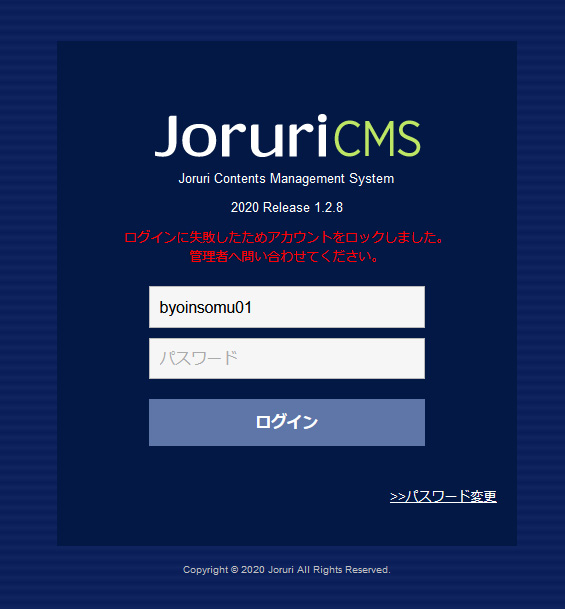 JoruriCMS
Joruri Contents Management System
2020 Release 1.2.8
ログインに失敗したためアカウントをロックしました。
管理者へ問い合わせてください。
byoinsomu01
パスワード
ログイン
>>パスワード変更
Copyright © 2020 Joruri All Rights Reserved.